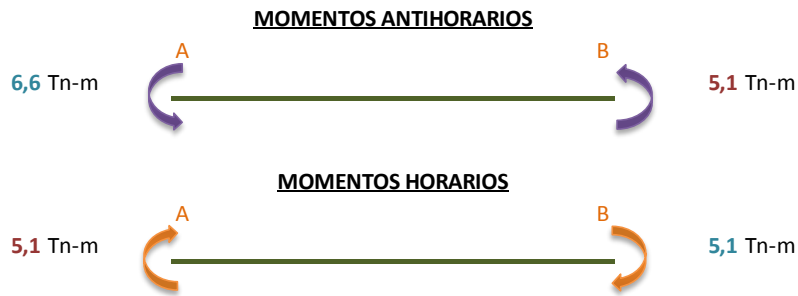 MOMENTOS ANTIHORARIOS
A B
6,6 Tn-m 5,1 Tn-m
MOMENTOS HORARIOS
A B
5,1 Tn-m 5,1 Tn-m